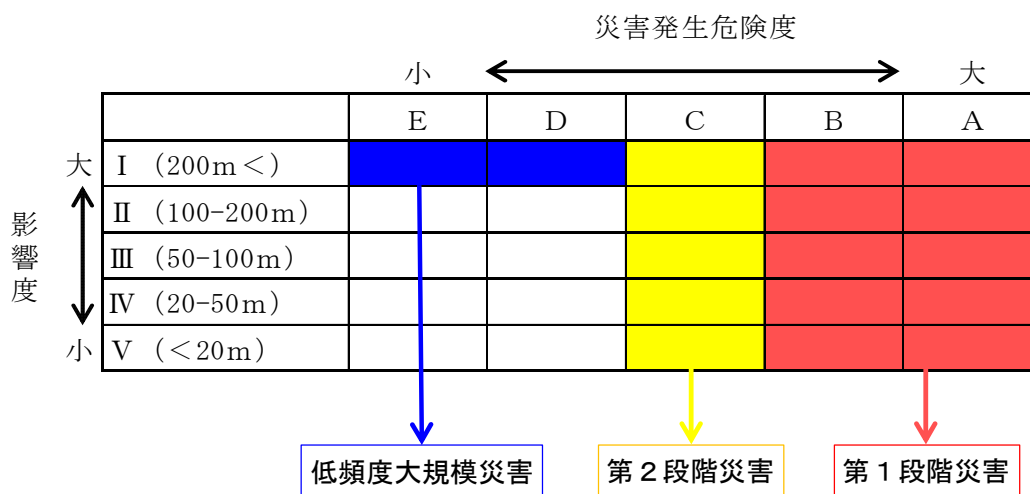 災害発生危険度
小 大
E D C B A
大 Ⅰ (200m＜)
Ⅱ (100-200m)
影響度
Ⅲ (50-100m)
Ⅳ (20-50m)
小 Ⅴ (＜20m)
低頻度大規模災害 第２段階災害 第１段階災害